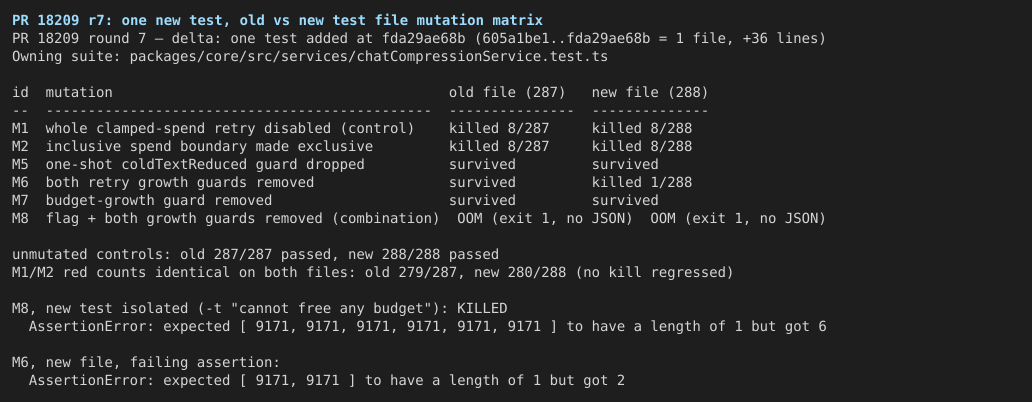 PR 18209 r7: one new test, old vs new test file mutation matrix
PR 18209 round 7 — delta: one test added at fda29ae68b (605a1be1..fda29ae68b = 1 file, +36 lines)
Owning suite: packages/core/src/services/chatCompressionService.test.ts
id  mutation                                        old file (287)   new file (288)
--  ----------------------------------------------  ---------------  --------------
M1  whole clamped-spend retry disabled (control)    killed 8/287     killed 8/288
M2  inclusive spend boundary made exclusive         killed 8/287     killed 8/288
M5  one-shot coldTextReduced guard dropped          survived         survived
M6  both retry growth guards removed                survived         killed 1/288
M7  budget-growth guard removed                     survived         survived
M8  flag + both growth guards removed (combination)  OOM (exit 1, no JSON)  OOM (exit 1, no JSON)
unmutated controls: old 287/287 passed, new 288/288 passed
M1/M2 red counts identical on both files: old 279/287, new 280/288 (no kill regressed)
M8, new test isolated (-t "cannot free any budget"): KILLED
  AssertionError: expected [ 9171, 9171, 9171, 9171, 9171, 9171 ] to have a length of 1 but got 6
M6, new file, failing assertion:
  AssertionError: expected [ 9171, 9171 ] to have a length of 1 but got 2